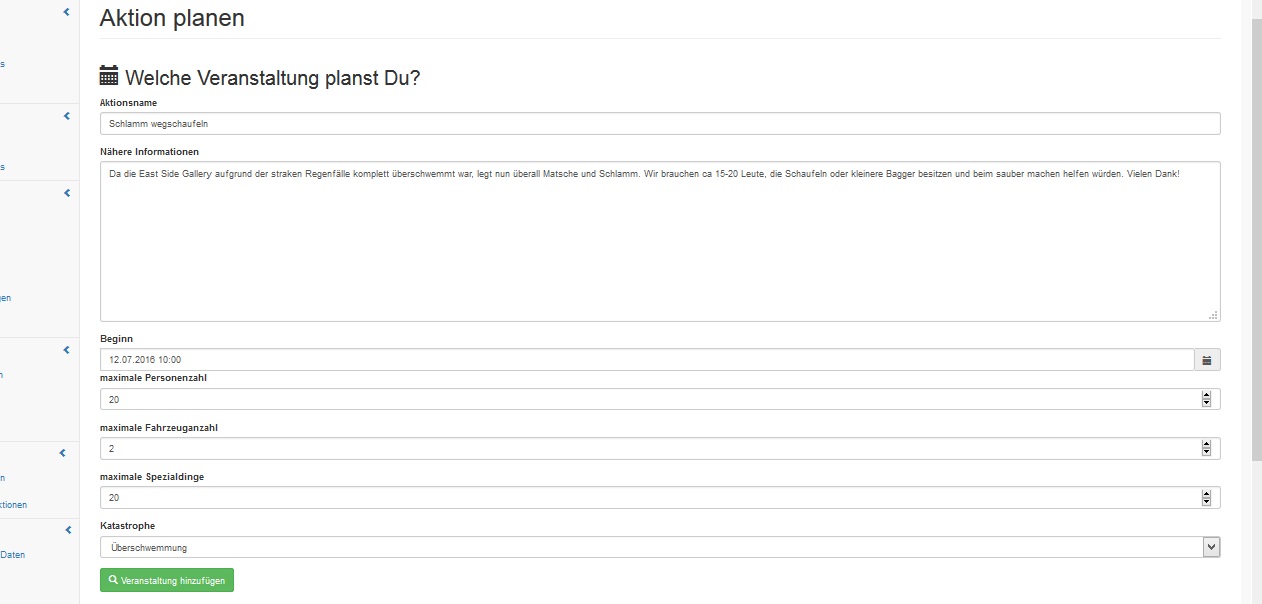 Aktion planen
Welche Veranstaltung planst Du?
Aktionsname
Schlamm wegschaufeln
Nähere Informationen
Da die East Side Gallery aufgrund der straken Regenfälle komplett überschwemmt war, legt nun überall Matsche und Schlamm. Wir brauchen ca 15-20 Leute, die Schaufeln oder kleinere Bagger besitzen und beim sauber machen helfen würden. Vielen Dank!
Beginn
12.07.2016 10:00
maximale Personenzahl
20
maximale Fahrzeuganzahl
2
maximale Spezialdinge
20
Katastrophe
Überschwemmung
Veranstaltung hinzufügen
s
s
gen
n
n
ktionen
Daten